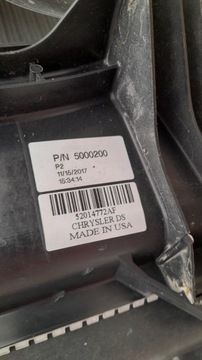 P/N 5000200
P2
11/15/2017
15:34:14
52014772AF
CHRYSLER DS
MADE IN USA